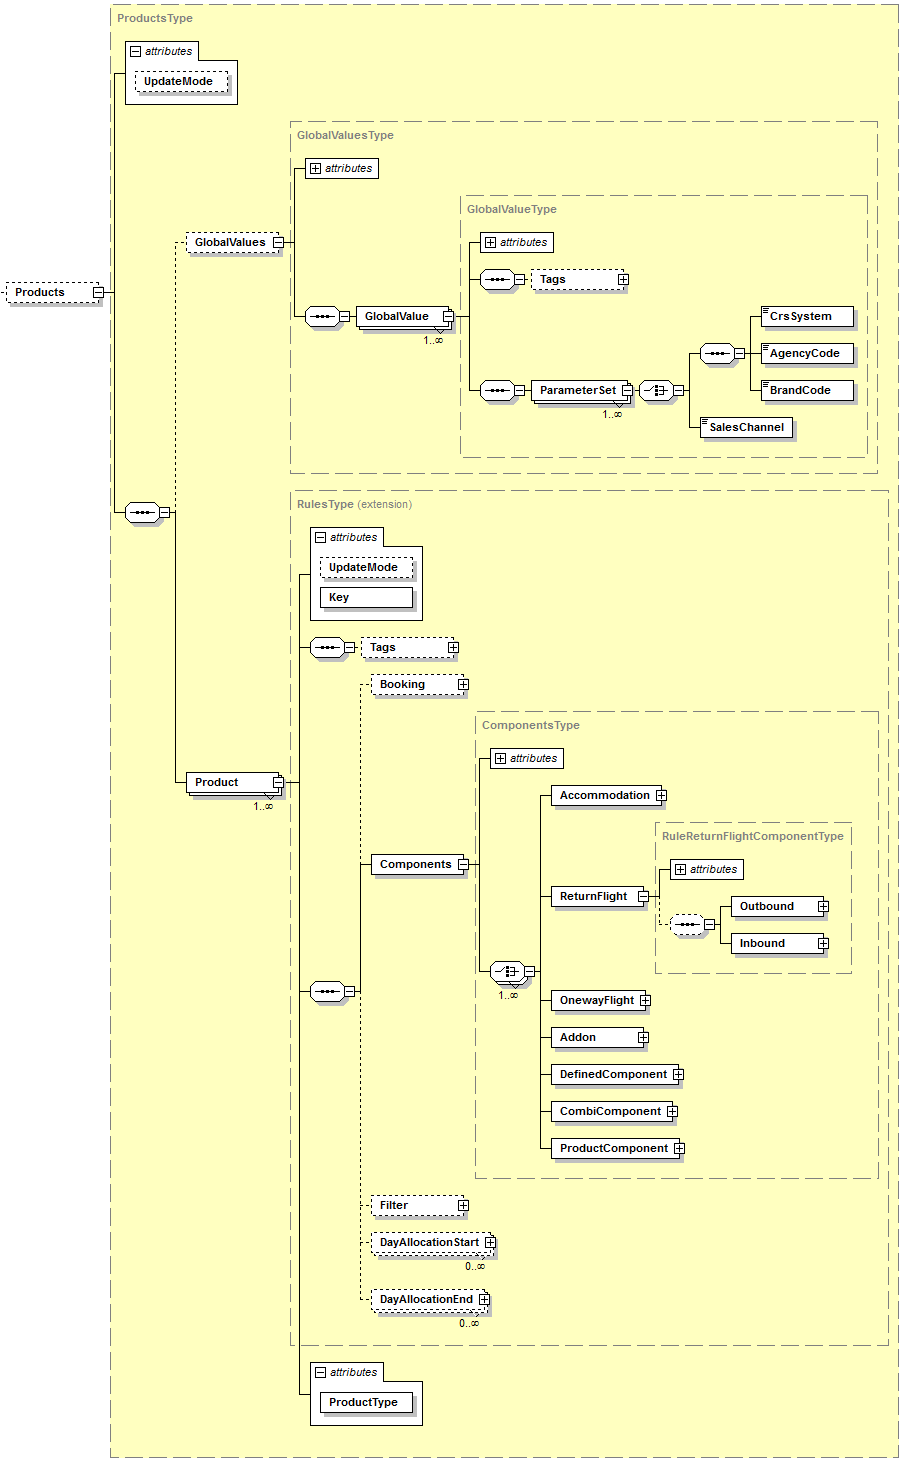 ProductsType
attributes
UpdateMode
GlobalValuesType
attributes
GlobalValueType
GlobalValues
attributes
Tags
Products
GlobalValue
1..∞
CrsSystem
AgencyCode
ParameterSet
1..∞
BrandCode
SalesChannel
RulesType (extension)
attributes
UpdateMode
Key
Tags
Booking
ComponentsType
attributes
Product
1..∞
Accommodation
RuleReturnFlightComponentType
Components
attributes
ReturnFlight
Outbound
Inbound
1..∞
OnewayFlight
Addon
DefinedComponent
CombiComponent
ProductComponent
Filter
DayAllocationStart
0..∞
DayAllocationEnd
0..∞
attributes
ProductType